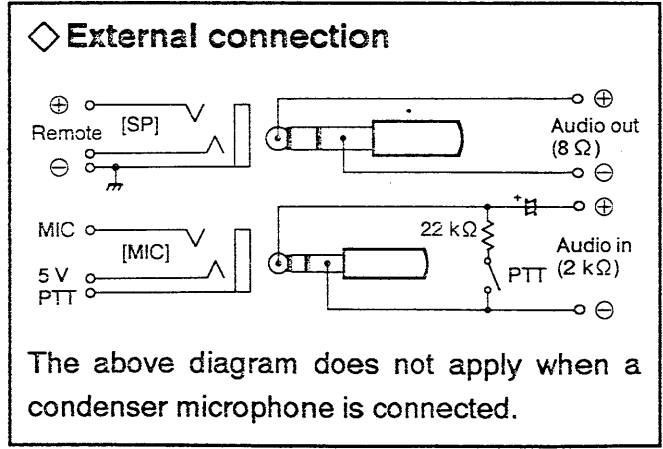 ◇ External connection
⊕
Remote
[SP]
⊖
⊕
Audio out
(8 Ω)
⊖
MIC
[MIC]
5 V
PTT
+
⊕
22 kΩ
Audio in
(2 kΩ)
PTT
⊖
The above diagram does not apply when a
condenser microphone is connected.